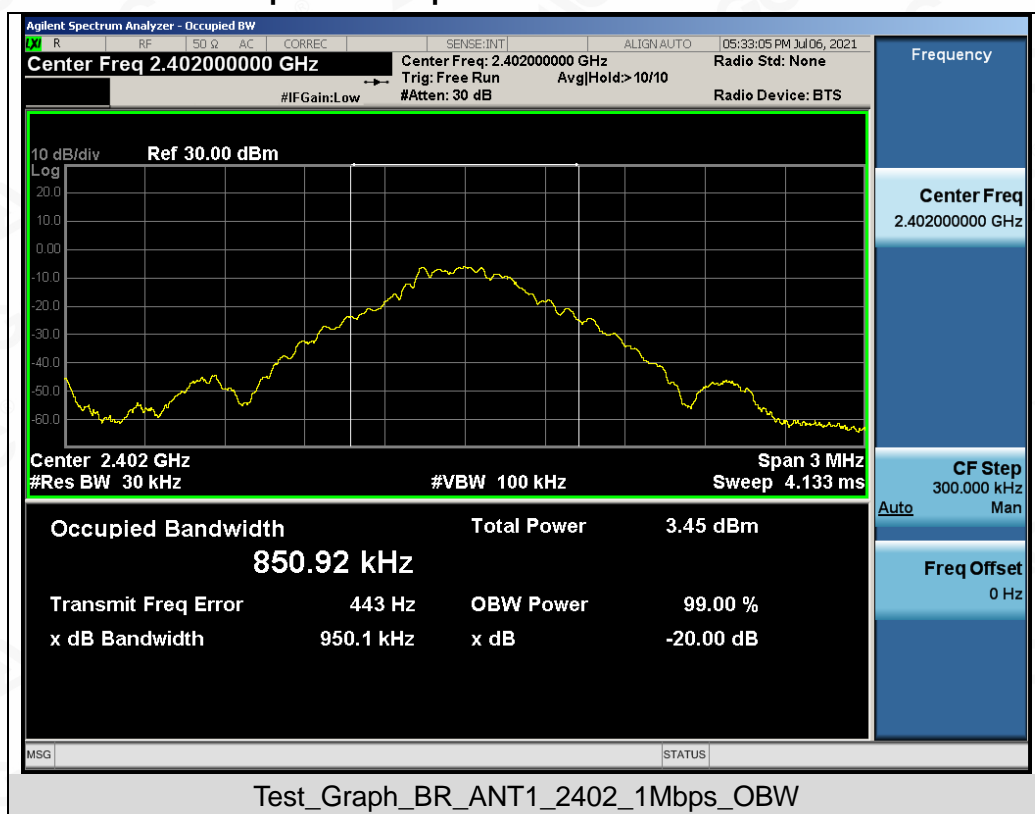 Agilent Spectrum Analyzer - Occupied BW
LXI R RF 50 Ω AC CORREC SENSE:INT ALIGN AUTO 05:33:05 PM Jul 06, 2021
Center Freq 2.402000000 GHz
Center Freq: 2.402000000 GHz
Radio Std: None
Trig: Free Run Avg|Hold:> 10/10
#IFGain:Low
#Atten: 30 dB
Radio Device: BTS
10 dB/div Ref 30.00 dBm
Log
20.0
10.0
0.00
-10.0
-20.0
-30.0
-40.0
-50.0
-60.0
Center 2.402 GHz
Span 3 MHz
#Res BW 30 kHz
#VBW 100 kHz
Sweep 4.133 ms
Occupied Bandwidth
850.92 kHz
Total Power 3.45 dBm
Transmit Freq Error 443 Hz
OBW Power 99.00 %
x dB Bandwidth 950.1 kHz
x dB -20.00 dB
MSG
STATUS
Frequency
Center Freq
2.402000000 GHz
CF Step
300.000 kHz
Auto Man
Freq Offset
0 Hz
Test_Graph_BR_ANT1_2402_1Mbps_OBW